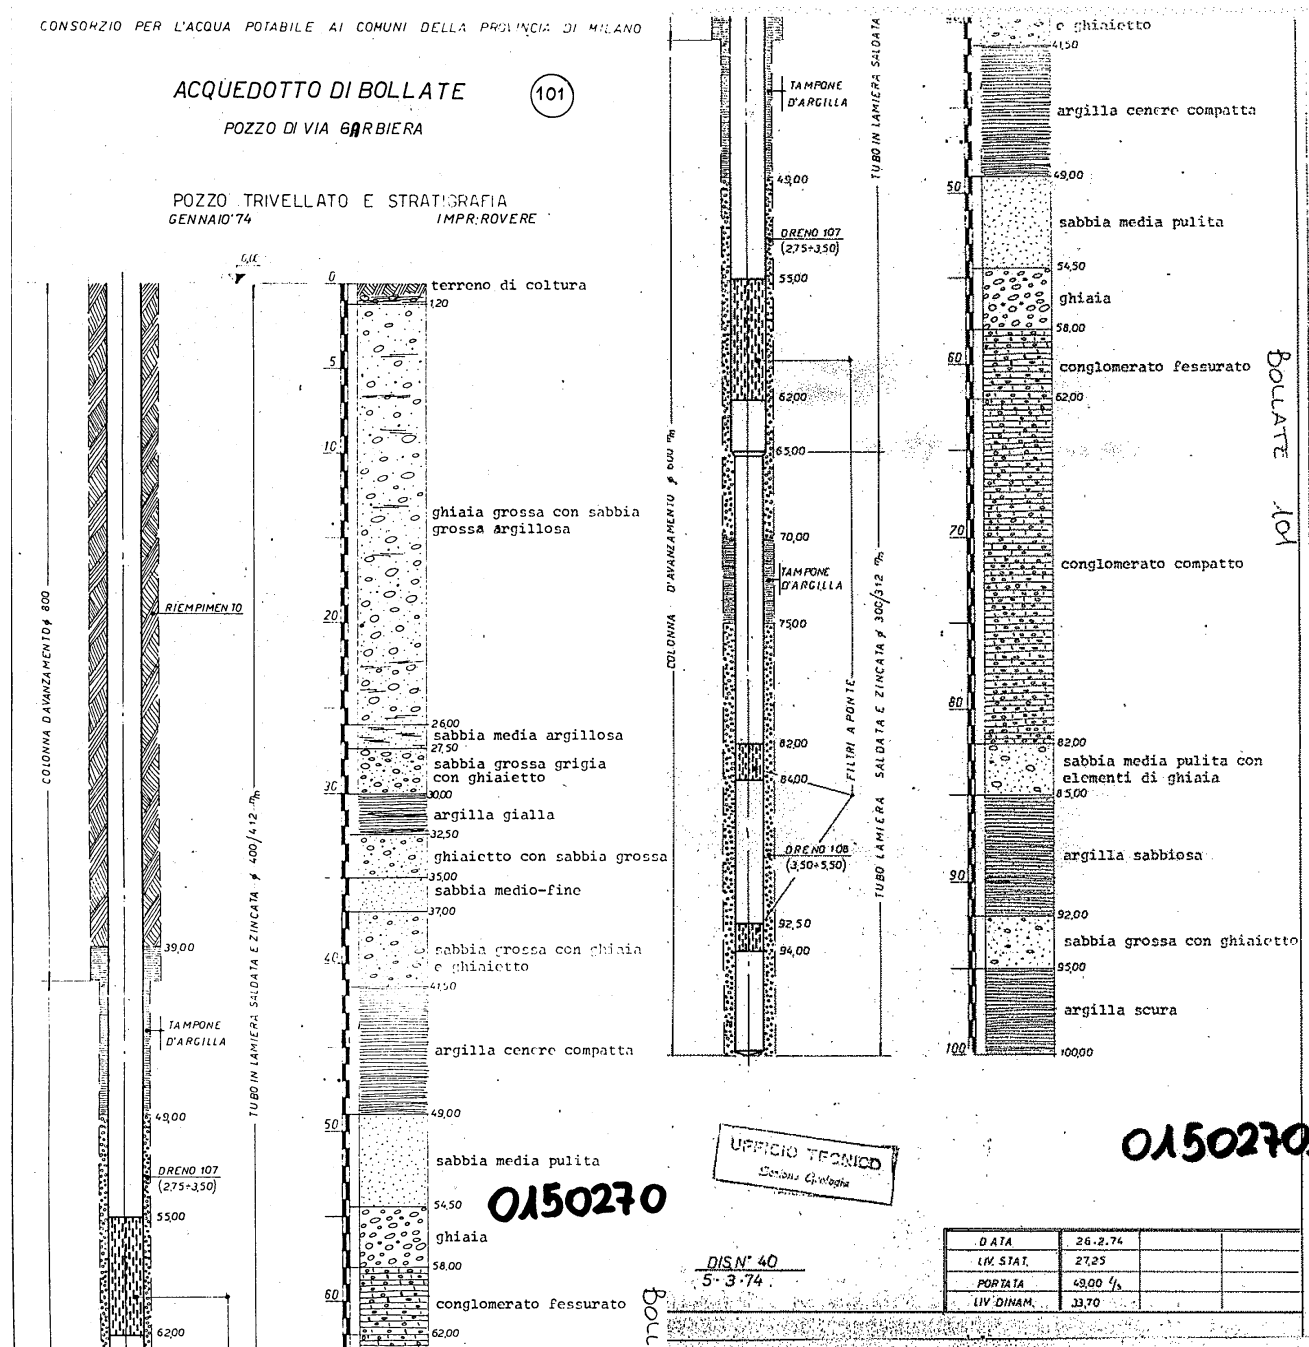 CONSORZIO PER L'ACQUA POTABILE AI COMUNI DELLA PROVINCIA DI MILANO
ACQUEDOTTO DI BOLLATE
101
POZZO DI VIA GARBIERA
POZZO TRIVELLATO E STRATIGRAFIA
GENNAIO'74 IMPR: ROVERE
0,00
COLONNA D'AVANZAMENTO ø 800
RIEMPIMENTO
39,00
TAMPONE
D'ARGILLA
49,00
DRENO 107
(2,75÷3,50)
55,00
62,00
TUBO IN LAMIERA SALDATA E ZINCATA ø 400/412 m/m
0
5
10
20
30
40
50
60
terreno di coltura
1,20
ghiaia grossa con sabbia
grossa argillosa
26,00
sabbia media argillosa
27,50
sabbia grossa grigia
con ghiaietto
30,00
argilla gialla
32,50
ghiaietto con sabbia grossa
35,00
sabbia medio-fine
37,00
sabbia grossa con ghiaia
e ghiaietto
41,50
argilla cenere compatta
49,00
sabbia media pulita
54,50
ghiaia
58,00
conglomerato fessurato
62,00
0150270
BOLL
COLONNA D'AVANZAMENTO ø 600 m/m
TAMPONE
D'ARGILLA
49,00
DRENO 107
(2,75÷3,50)
55,00
62,00
65,00
70,00
TAMPONE
D'ARGILLA
75,00
82,00
84,00
DRENO 108
(3,50÷5,50)
92,50
94,00
FILTRI A PONTE
TUBO IN LAMIERA SALDATA
TUBO LAMIERA SALDATA E ZINCATA ø 300/312 m/m
50
60
70
80
90
100
e ghiaietto
41,50
argilla cenere compatta
49,00
sabbia media pulita
54,50
ghiaia
58,00
conglomerato fessurato
62,00
conglomerato compatto
82,00
sabbia media pulita con
elementi di ghiaia
85,00
argilla sabbiosa
92,00
sabbia grossa con ghiaietto
95,00
argilla scura
100,00
BOLLATE 101
0150270
UFFICIO TECNICO
Sezione Geologia
DIS. N° 40
5-3-74
DATA 26.2.74
LIV. STAT. 27,25
PORTATA 49,00 l/s
LIV DINAM. 33,70